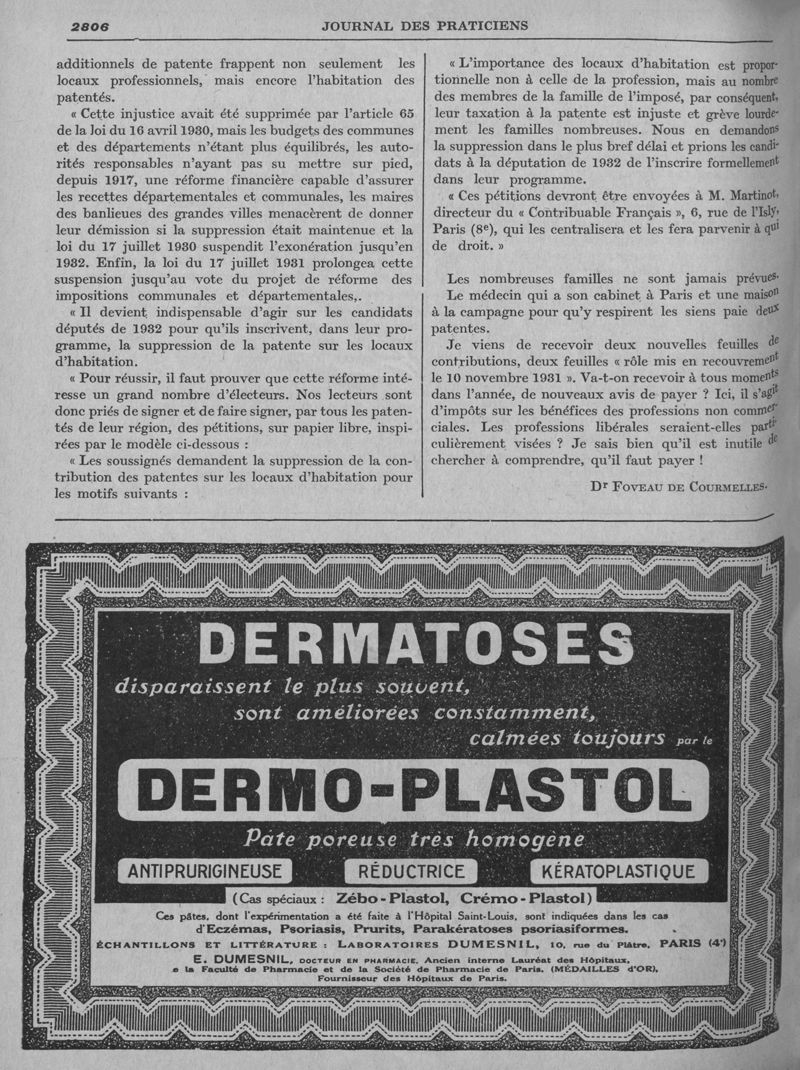 2806
JOURNAL DES PRATICIENS
additionnels de patente frappent non seulement les
locaux professionnels, mais encore l'habitation des
patentés.
« Cette injustice avait été supprimée par l'article 65
de la loi du 16 avril 1930, mais les budgets des communes
et des départements n'étant plus équilibrés, les auto-
rités responsables n'ayant pas su mettre sur pied,
depuis 1917, une réforme financière capable d'assurer
les recettes départementales et communales, les maires
des banlieues des grandes villes menacèrent de donner
leur démission si la suppression était maintenue et la
loi du 17 juillet 1930 suspendit l'exonération jusqu'en
1932. Enfin, la loi du 17 juillet 1931 prolongea cette
suspension jusqu'au vote du projet de réforme des
impositions communales et départementales,.
« Il devient indispensable d'agir sur les candidats
députés de 1932 pour qu'ils inscrivent, dans leur pro-
gramme, la suppression de la patente sur les locaux
d'habitation.
« Pour réussir, il faut prouver que cette réforme inté-
resse un grand nombre d'électeurs. Nos lecteurs sont
donc priés de signer et de faire signer, par tous les paten-
tés de leur région, des pétitions, sur papier libre, inspi-
rées par le modèle ci-dessous :
« Les soussignés demandent la suppression de la con-
tribution des patentes sur les locaux d'habitation pour
les motifs suivants :
« L'importance des locaux d'habitation est propor-
tionnelle non à celle de la profession, mais au nombre
des membres de la famille de l'imposé, par conséquent,
leur taxation à la patente est injuste et grève lourde-
ment les familles nombreuses. Nous en demandons
la suppression dans le plus bref délai et prions les candi-
dats à la députation de 1932 de l'inscrire formellement
dans leur programme.
« Ces pétitions devront être envoyées à M. Martinot,
directeur du « Contribuable Français », 6, rue de l'Isly,
Paris (8e), qui les centralisera et les fera parvenir à qui
de droit. »
Les nombreuses familles ne sont jamais prévues.
Le médecin qui a son cabinet à Paris et une maison
à la campagne pour qu'y respirent les siens paie deux
patentes.
Je viens de recevoir deux nouvelles feuilles de
contributions, deux feuilles « rôle mis en recouvrement
le 10 novembre 1931 ». Va-t-on recevoir à tous moments
dans l'année, de nouveaux avis de payer ? Ici, il s'agit
d'impôts sur les bénéfices des professions non commer-
ciales. Les professions libérales seraient-elles parti-
culièrement visées ? Je sais bien qu'il est inutile de
chercher à comprendre, qu'il faut payer !
Dr FOVEAU DE COURMELLES.
DERMATOSES
disparaissent le plus souvent,
sont améliorées constamment,
calmées toujours par le
DERMO-PLASTOL
Pate poreuse très homogène
ANTIPRURIGINEUSE RÉDUCTRICE KÉRATOPLASTIQUE
(Cas spéciaux : Zébo-Plastol, Crémo-Plastol)
Ces pâtes, dont l'expérimentation a été faite à l'Hôpital Saint-Louis, sont indiquées dans les cas
d'Eczémas, Psoriasis, Prurits, Parakératoses psoriasiformes.
ÉCHANTILLONS ET LITTÉRATURE : LABORATOIRES DUMESNIL, 10, rue du Plâtre, PARIS (4e)
E. DUMESNIL, DOCTEUR EN PHARMACIE, Ancien interne Lauréat des Hôpitaux,
e la Faculté de Pharmacie et de la Société de Pharmacie de Paris. (MÉDAILLES d'OR),
Fournisseur des Hôpitaux de Paris.